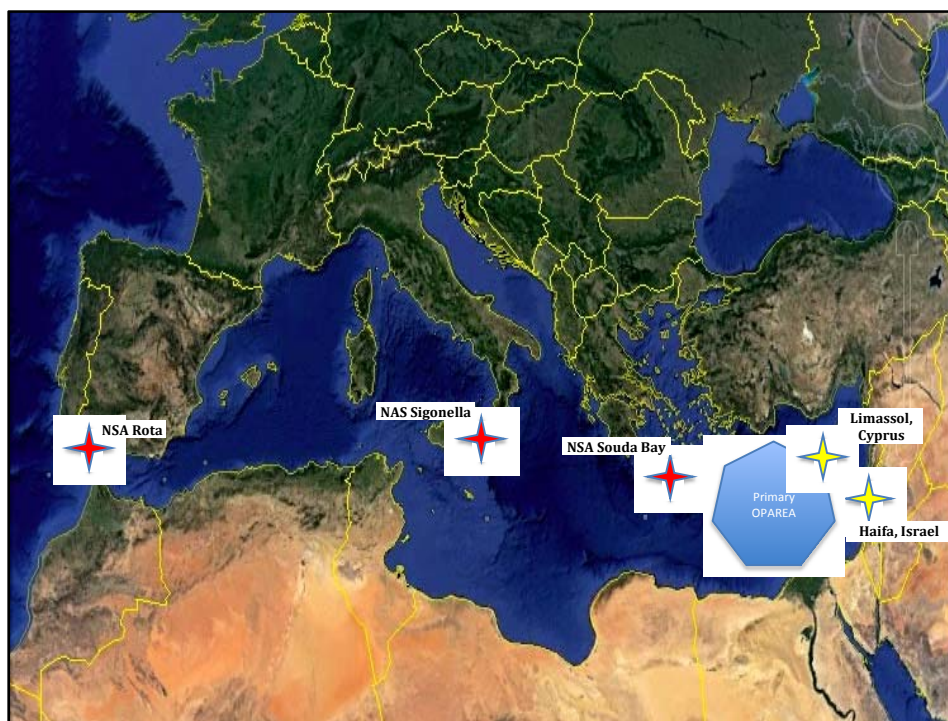 NSA Rota
NAS Sigonella
NSA Souda Bay
Limassol,
Cyprus
Primary
OPAREA
Haifa, Israel